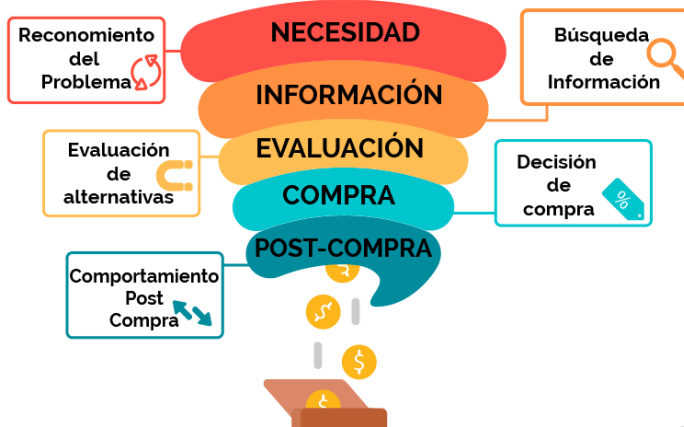 Reconomiento
del
Problema
NECESIDAD
Búsqueda
de
Información
INFORMACIÓN
Evaluación
de
alternativas
EVALUACIÓN
Decisión
de
compra
%
COMPRA
POST-COMPRA
Comportamiento
Post
Compra
$
$
$
$